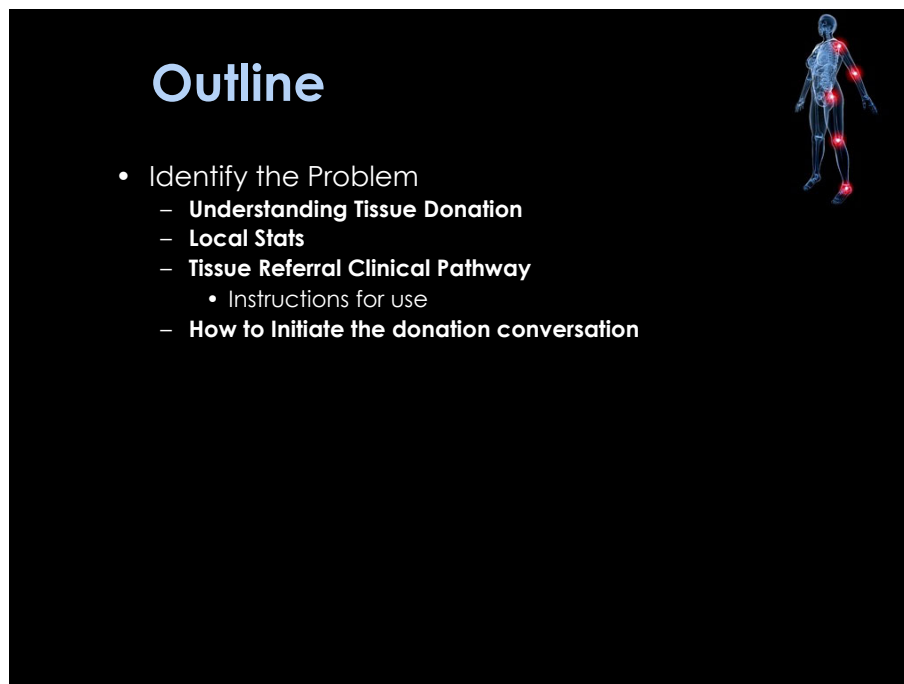 Outline
• Identify the Problem
– Understanding Tissue Donation
– Local Stats
– Tissue Referral Clinical Pathway
• Instructions for use
– How to Initiate the donation conversation